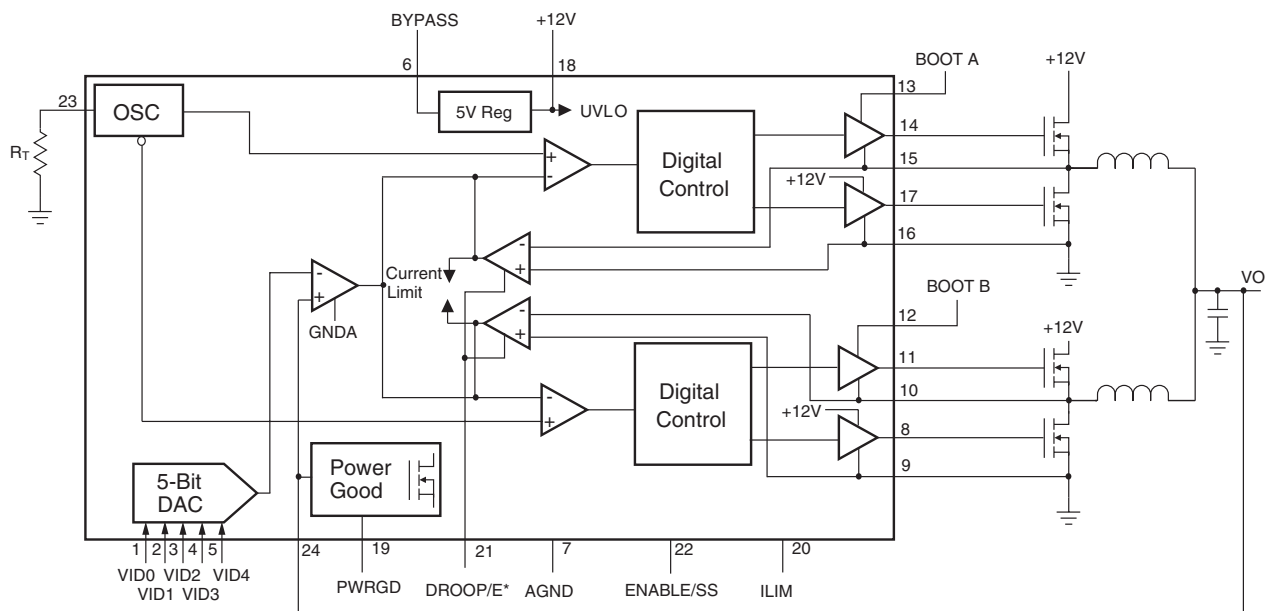 BYPASS
+12V
6
18
BOOT A
+12V
23
OSC
5V Reg
UVLO
13
14
RT
+
-
Digital
Control
15
+12V
17
16
-
+
Current
Limit
-
+
GNDA
BOOT B
VO
-
+
12
+12V
11
-
+
Digital
Control
10
+12V
8
9
5-Bit
DAC
Power
Good
1 2 3 4 5
24
19
21
7
22
20
VID0 VID2 VID4
VID1 VID3
PWRGD
DROOP/E*
AGND
ENABLE/SS
ILIM